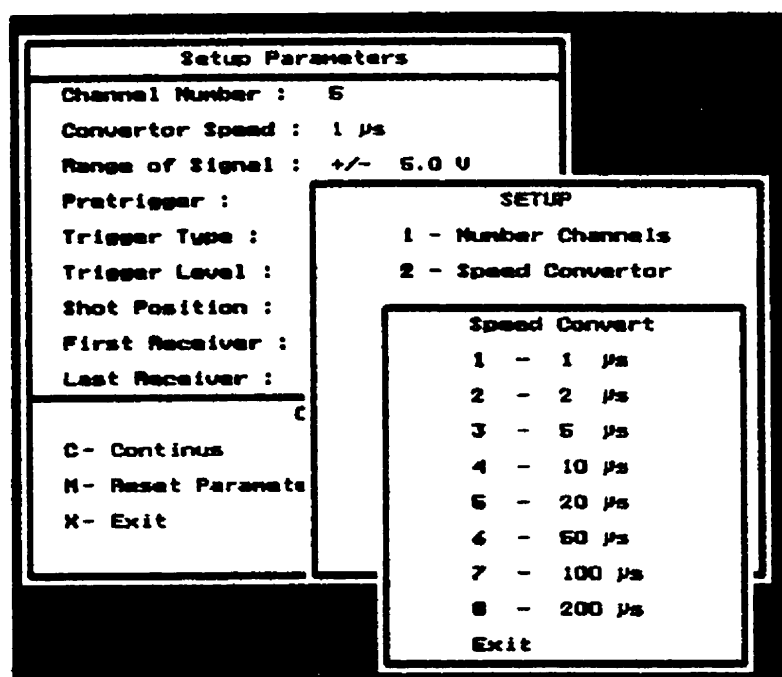 Setup Parameters
Channel Number : 5
Convertor Speed : 1 µs
Range of Signal : +/- 5.0 V
Pretrigger :
Trigger Type :
Trigger Level :
Shot Position :
First Receiver :
Last Receiver :
C
C- Continus
M- Reset Paramete
X- Exit
SETUP
1 - Number Channels
2 - Speed Convertor
Speed Convert
1 - 1 µs
2 - 2 µs
3 - 5 µs
4 - 10 µs
5 - 20 µs
6 - 50 µs
7 - 100 µs
8 - 200 µs
Exit